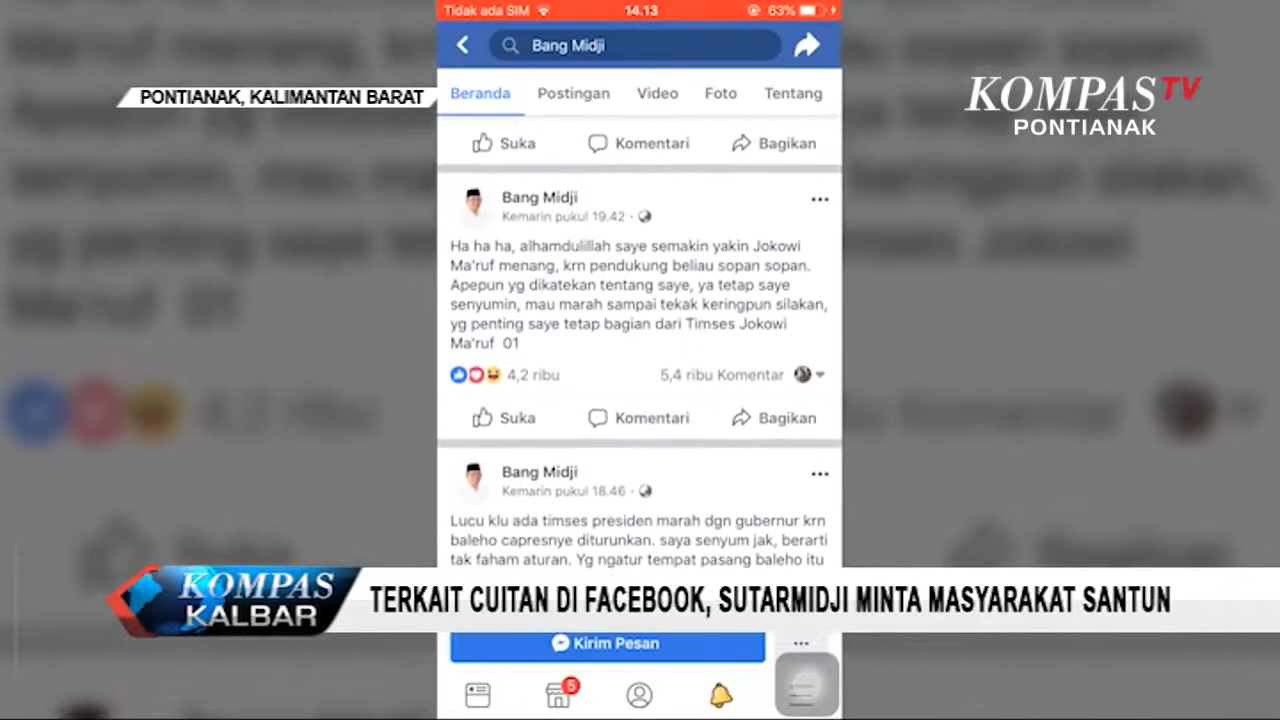 Tidak ada SIM
14.13
63%
Bang Midji
PONTIANAK, KALIMANTAN BARAT
KOMPAS TV
PONTIANAK
Beranda Postingan Video Foto Tentang
Suka Komentari Bagikan
Bang Midji
Kemarin pukul 19.42
Ha ha ha, alhamdulillah saye semakin yakin Jokowi
Ma'ruf menang, krn pendukung beliau sopan sopan.
Apepun yg dikatekan tentang saye, ya tetap saye
senyumin, mau marah sampai tekak keringpun silakan,
yg penting saye tetap bagian dari Timses Jokowi
Ma'ruf 01
4,2 ribu 5,4 ribu Komentar
Suka Komentari Bagikan
Bang Midji
Kemarin pukul 18.46
Lucu klu ada timses presiden marah dgn gubernur krn
baleho capresnye diturunkan. saya senyum jak, berarti
tak faham aturan. Yg ngatur tempat pasang baleho itu
KOMPAS
KALBAR
TERKAIT CUITAN DI FACEBOOK, SUTARMIDJI MINTA MASYARAKAT SANTUN
Kirim Pesan
5